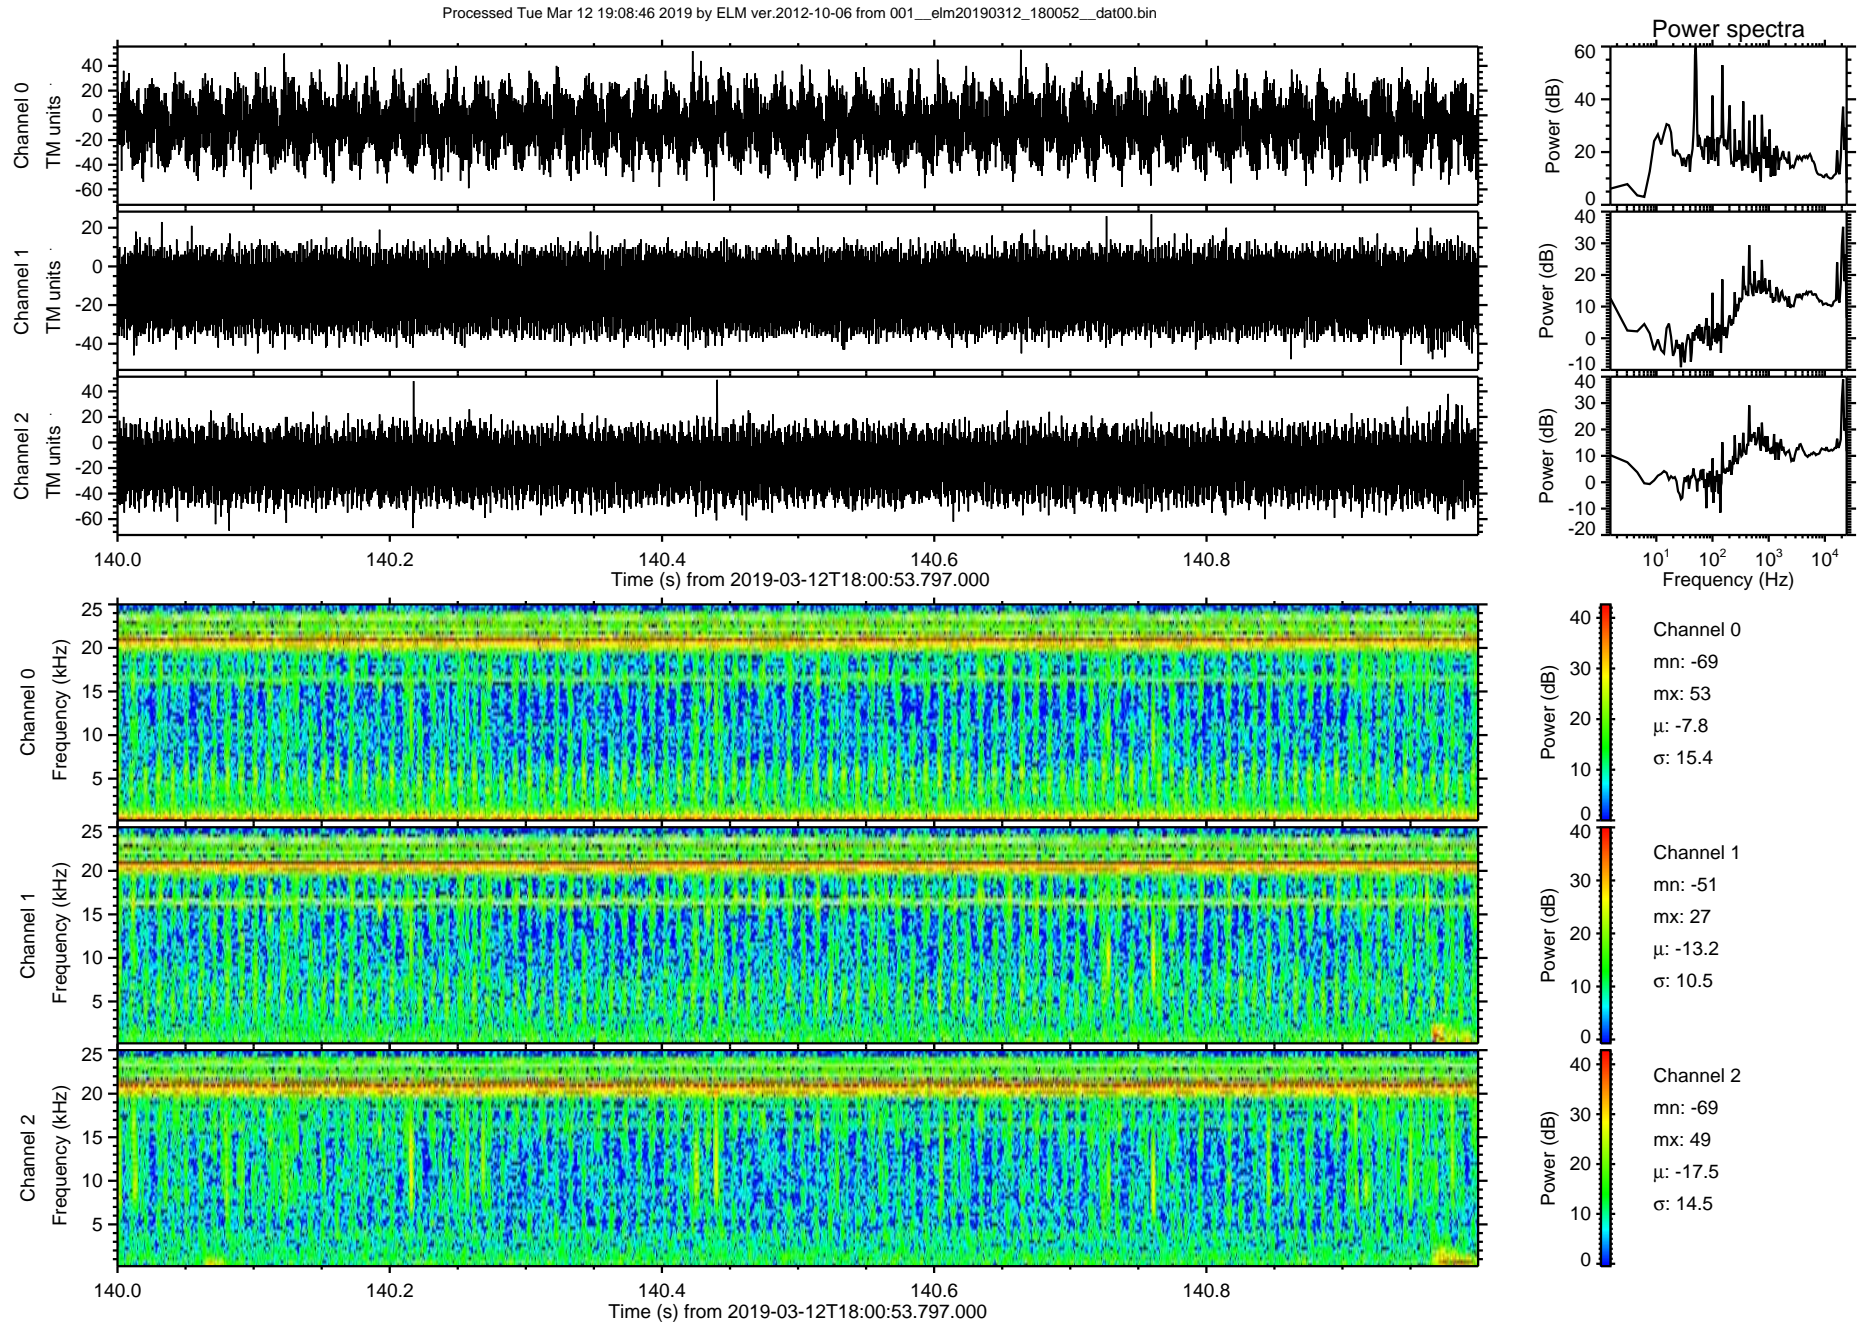 Processed Tue Mar 12 19:08:46 2019 by ELM ver.2012-10-06 from 001__elm20190312_180052__dat00.bin
Power spectra
Channel 0
TM units
40
20
0
-20
-40
-60
Power (dB)
60
40
20
0
Channel 1
TM units
20
0
-20
-40
Power (dB)
40
30
20
10
0
-10
Channel 2
TM units
40
20
0
-20
-40
-60
Power (dB)
40
30
20
10
0
-10
-20
140.0 140.2 140.4 140.6 140.8
Time (s) from 2019-03-12T18:00:53.797.000
10¹ 10² 10³ 10⁴
Frequency (Hz)
Channel 0
Frequency (kHz)
25
20
15
10
5
Power (dB)
40
30
20
10
0
Channel 0
mn: -69
mx: 53
μ: -7.8
σ: 15.4
Channel 1
Frequency (kHz)
25
20
15
10
5
Power (dB)
40
30
20
10
0
Channel 1
mn: -51
mx: 27
μ: -13.2
σ: 10.5
Channel 2
Frequency (kHz)
25
20
15
10
5
Power (dB)
40
30
20
10
0
Channel 2
mn: -69
mx: 49
μ: -17.5
σ: 14.5
140.0 140.2 140.4 140.6 140.8
Time (s) from 2019-03-12T18:00:53.797.000